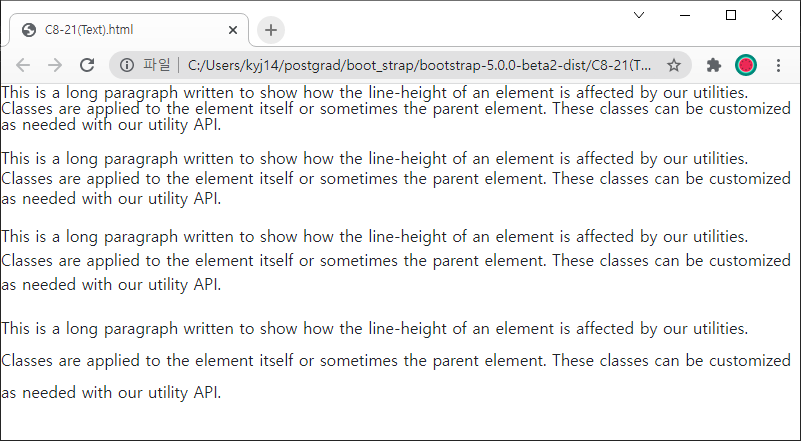 C8-21(Text).html
파일
C:/Users/kyj14/postgrad/boot_strap/bootstrap-5.0.0-beta2-dist/C8-21(T...
This is a long paragraph written to show how the line-height of an element is affected by our utilities.
Classes are applied to the element itself or sometimes the parent element. These classes can be customized
as needed with our utility API.
This is a long paragraph written to show how the line-height of an element is affected by our utilities.
Classes are applied to the element itself or sometimes the parent element. These classes can be customized
as needed with our utility API.
This is a long paragraph written to show how the line-height of an element is affected by our utilities.
Classes are applied to the element itself or sometimes the parent element. These classes can be customized
as needed with our utility API.
This is a long paragraph written to show how the line-height of an element is affected by our utilities.
Classes are applied to the element itself or sometimes the parent element. These classes can be customized
as needed with our utility API.